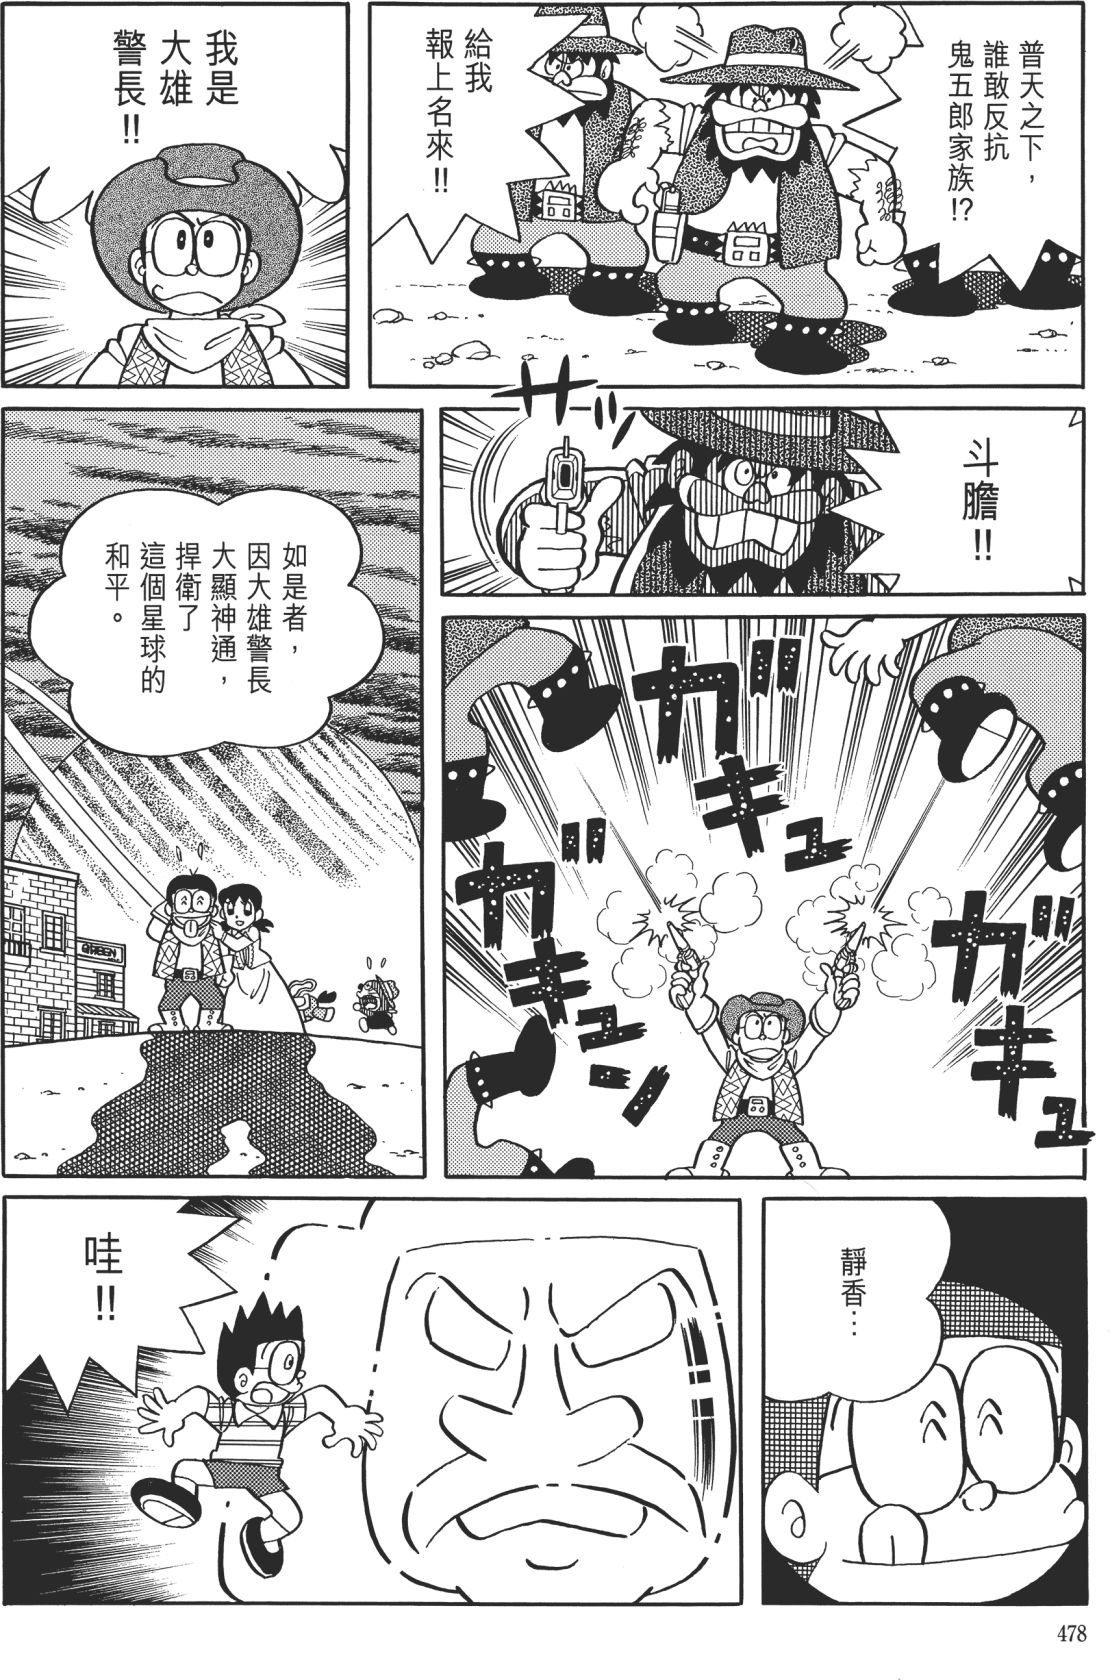 普天之下，
誰敢反抗
鬼五郎家族!?
給我
報上名來!!
我是
大雄
警長!!
斗膽!!
ザッ
ガキュ
ガキューン
ガキュ
如是者，
因大雄警長
大顯神通，
捍衛了
這個星球的
和平。
靜香…
哇!!
478